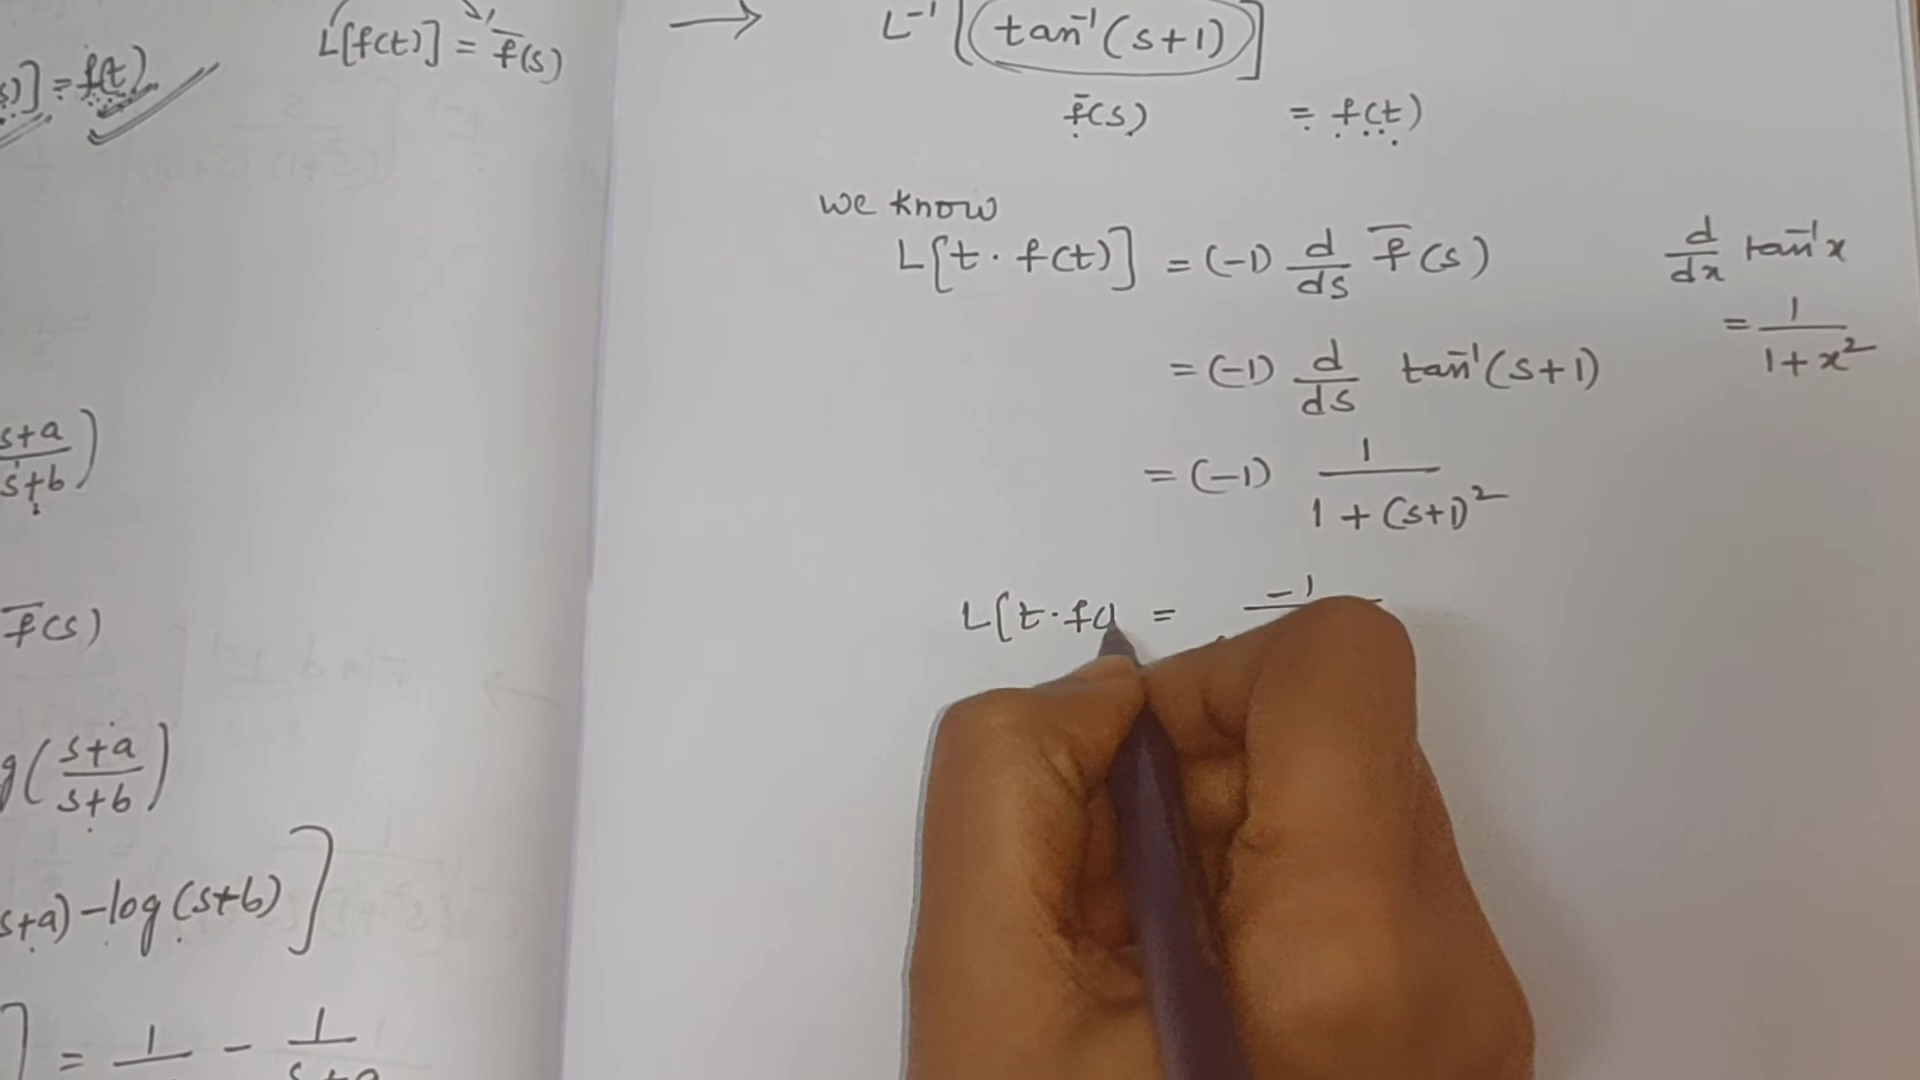 s)] = f(t)
L[f(t)] = f̅(s)
s+a
s+b )
f̅(s)
g( s+a
s+b )
s+a) - log(s+b) ]
] = 1 - 1
s+a
→ L⁻¹ [ (tan⁻¹(s+1)) ]
f̅(s) = f(t)
we know
L[t · f(t)] = (-1) d/ds f̅(s)
= (-1) d/ds tan⁻¹(s+1)
= (-1) 1/(1+(s+1)²)
L[t·f( = -1
d/dx tan⁻¹x
= 1/(1+x²)